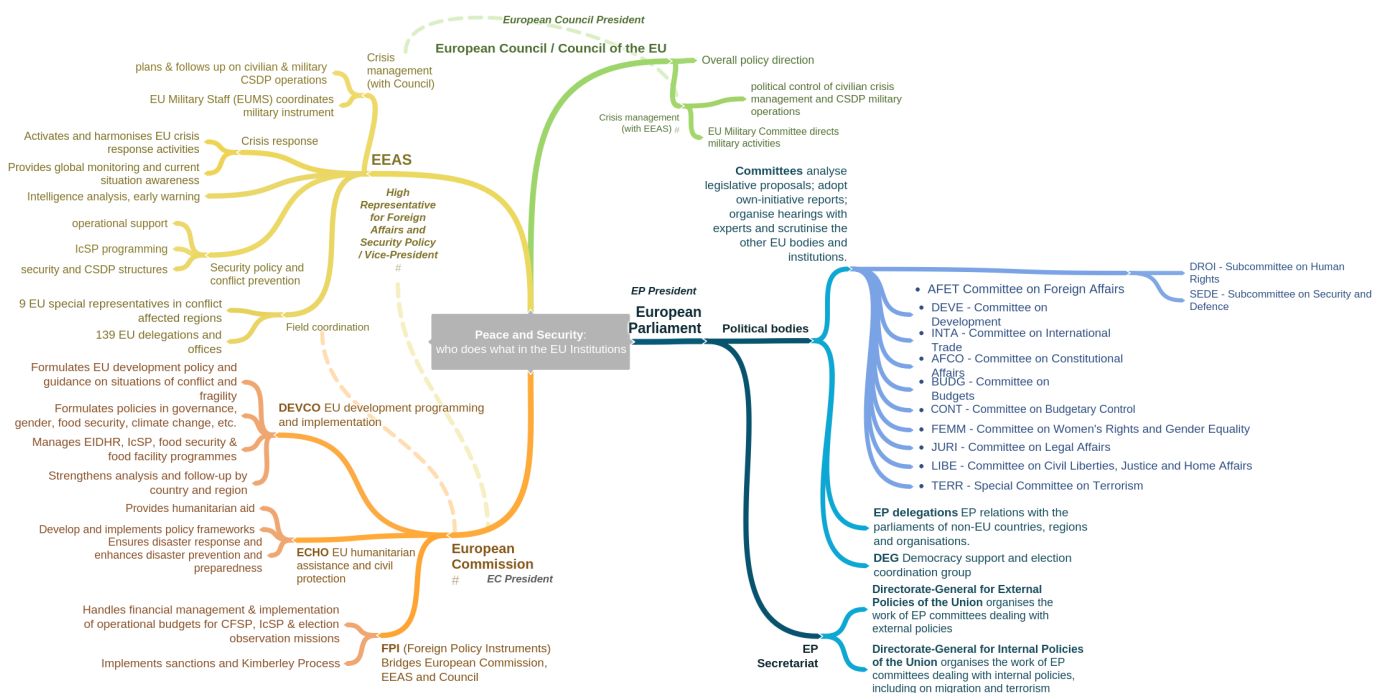 European Council President
European Council / Council of the EU
Overall policy direction
political control of civilian crisis
management and CSDP military
operations
Crisis management
(with EEAS) #
EU Military Committee directs
military activities
Crisis
management
(with Council)
plans & follows up on civilian & military
CSDP operations
EU Military Staff (EUMS) coordinates
military instrument
Activates and harmonises EU crisis
response activities
Crisis response
Provides global monitoring and current
situation awareness
EEAS
Intelligence analysis, early warning
High
Representative
for Foreign
Affairs and
Security Policy
/ Vice-President
#
operational support
IcSP programming
security and CSDP structures
Security policy and
conflict prevention
9 EU special representatives in conflict
affected regions
139 EU delegations and
offices
Field coordination
Peace and Security:
who does what in the EU Institutions
Formulates EU development policy and
guidance on situations of conflict and
fragility
Formulates policies in governance,
gender, food security, climate change, etc.
Manages EIDHR, IcSP, food security &
food facility programmes
Strengthens analysis and follow-up by
country and region
DEVCO EU development programming
and implementation
Provides humanitarian aid
Develop and implements policy frameworks
Ensures disaster response and
enhances disaster prevention and
preparedness
ECHO EU humanitarian
assistance and civil
protection
European
Commission
#
EC President
Handles financial management & implementation
of operational budgets for CFSP, IcSP & election
observation missions
Implements sanctions and Kimberley Process
FPI (Foreign Policy Instruments)
Bridges European Commission,
EEAS and Council
EP President
European
Parliament
Political bodies
Committees analyse
legislative proposals; adopt
own-initiative reports;
organise hearings with
experts and scrutinise the
other EU bodies and
institutions.
DROI - Subcommittee on Human
Rights
SEDE - Subcommittee on Security and
Defence
• AFET Committee on Foreign Affairs
• DEVE - Committee on
Development
• INTA - Committee on International
Trade
• AFCO - Committee on Constitutional
Affairs
• BUDG - Committee on
Budgets
• CONT - Committee on Budgetary Control
• FEMM - Committee on Women's Rights and Gender Equality
• JURI - Committee on Legal Affairs
• LIBE - Committee on Civil Liberties, Justice and Home Affairs
• TERR - Special Committee on Terrorism
EP delegations EP relations with the
parliaments of non-EU countries, regions
and organisations.
DEG Democracy support and election
coordination group
Directorate-General for External
Policies of the Union organises the
work of EP committees dealing with
external policies
EP
Secretariat
Directorate-General for Internal Policies
of the Union organises the work of EP
committees dealing with internal policies,
including on migration and terrorism